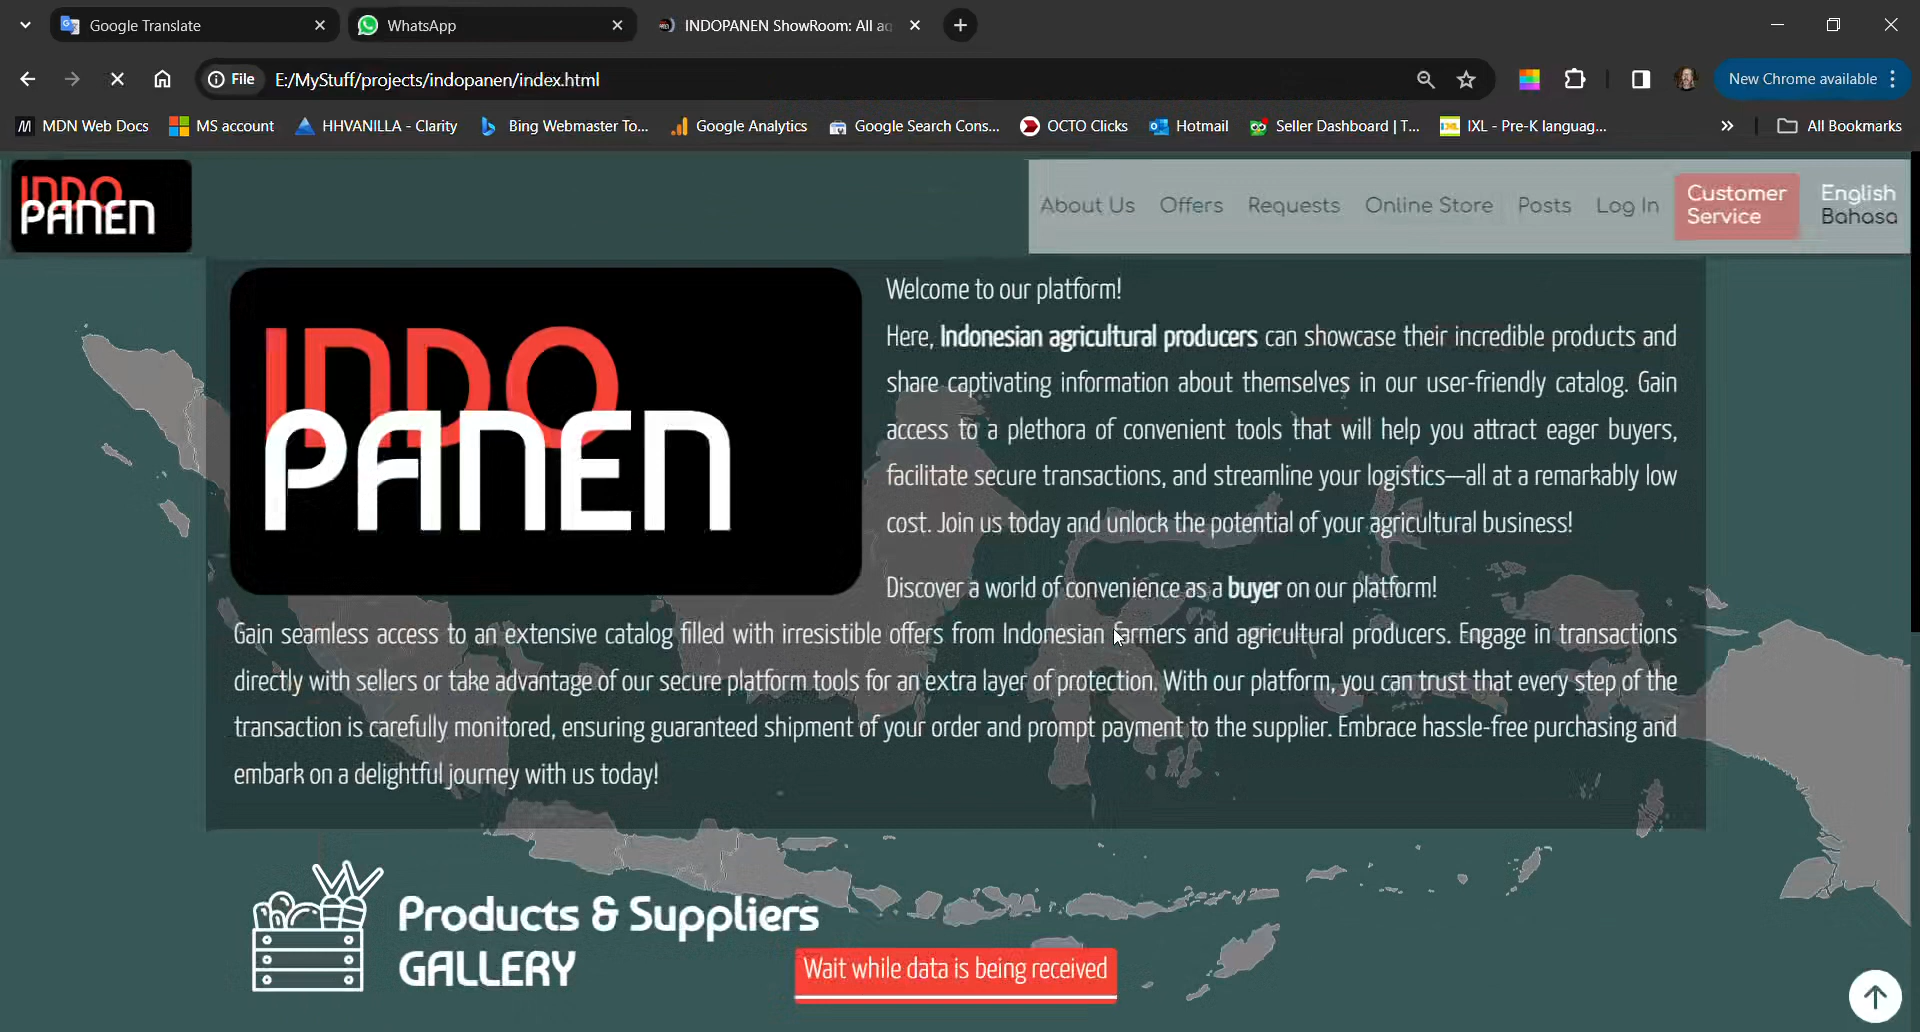 Google Translate
WhatsApp
INDOPANEN ShowRoom: All
File
E:/MyStuff/projects/indopanen/index.html
New Chrome available
MDN Web Docs
MS account
HHVANILLA - Clarity
Bing Webmaster To...
Google Analytics
Google Search Cons...
OCTO Clicks
Hotmail
Seller Dashboard | T...
IXL - Pre-K languag...
All Bookmarks
INDO
PANEN
About Us
Offers
Requests
Online Store
Posts
Log In
Customer
Service
English
Bahasa
INDO
PANEN
Welcome to our platform!
Here, Indonesian agricultural producers can showcase their incredible products and
share captivating information about themselves in our user-friendly catalog. Gain
access to a plethora of convenient tools that will help you attract eager buyers,
facilitate secure transactions, and streamline your logistics—all at a remarkably low
cost. Join us today and unlock the potential of your agricultural business!
Discover a world of convenience as a buyer on our platform!
Gain seamless access to an extensive catalog filled with irresistible offers from Indonesian farmers and agricultural producers. Engage in transactions
directly with sellers or take advantage of our secure platform tools for an extra layer of protection. With our platform, you can trust that every step of the
transaction is carefully monitored, ensuring guaranteed shipment of your order and prompt payment to the supplier. Embrace hassle-free purchasing and
embark on a delightful journey with us today!
Products & Suppliers
GALLERY
Wait while data is being received